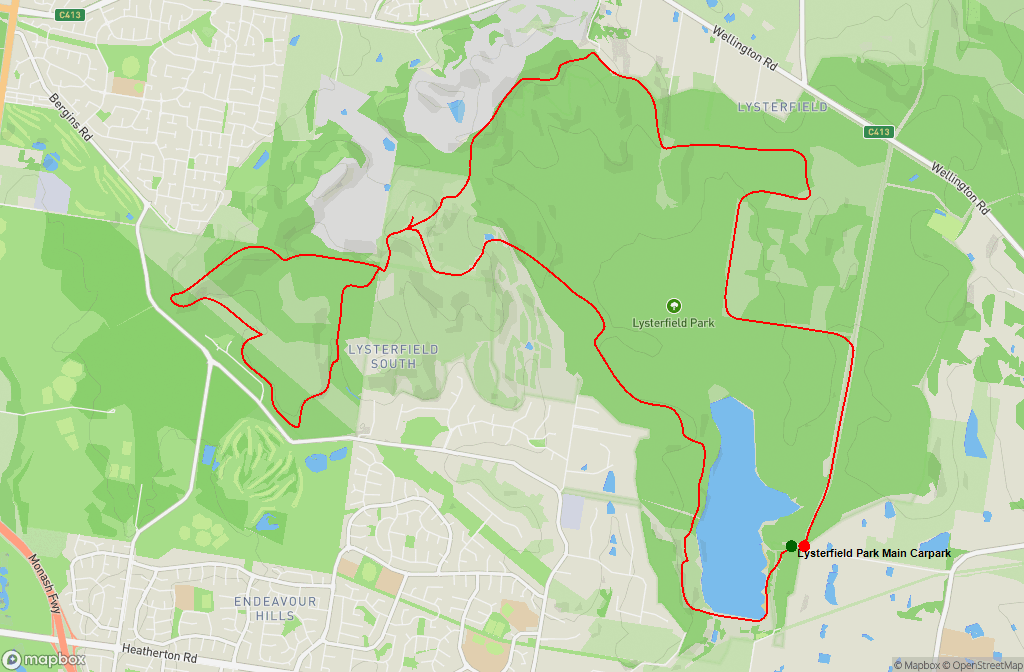 C413
Wellington Rd
Bergins Rd
LYSTERFIELD
C413
Wellington Rd
Lysterfield Park
LYSTERFIELD
SOUTH
Lysterfield Park Main Carpark
Monash Fwy
ENDEAVOUR
HILLS
Heatherton Rd
mapbox
© Mapbox © OpenStreetMap